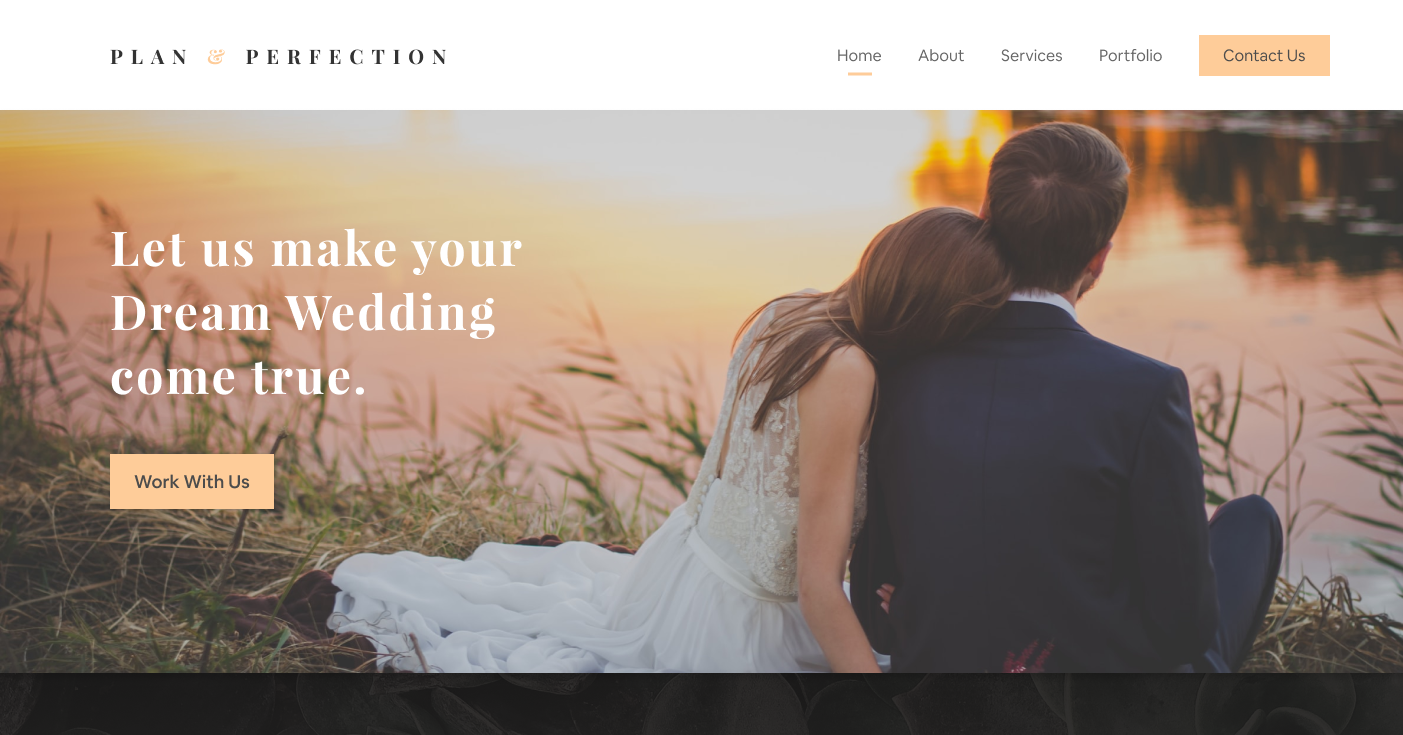 PLAN & PERFECTION
Home About Services Portfolio Contact Us
Let us make your
Dream Wedding
come true.
Work With Us